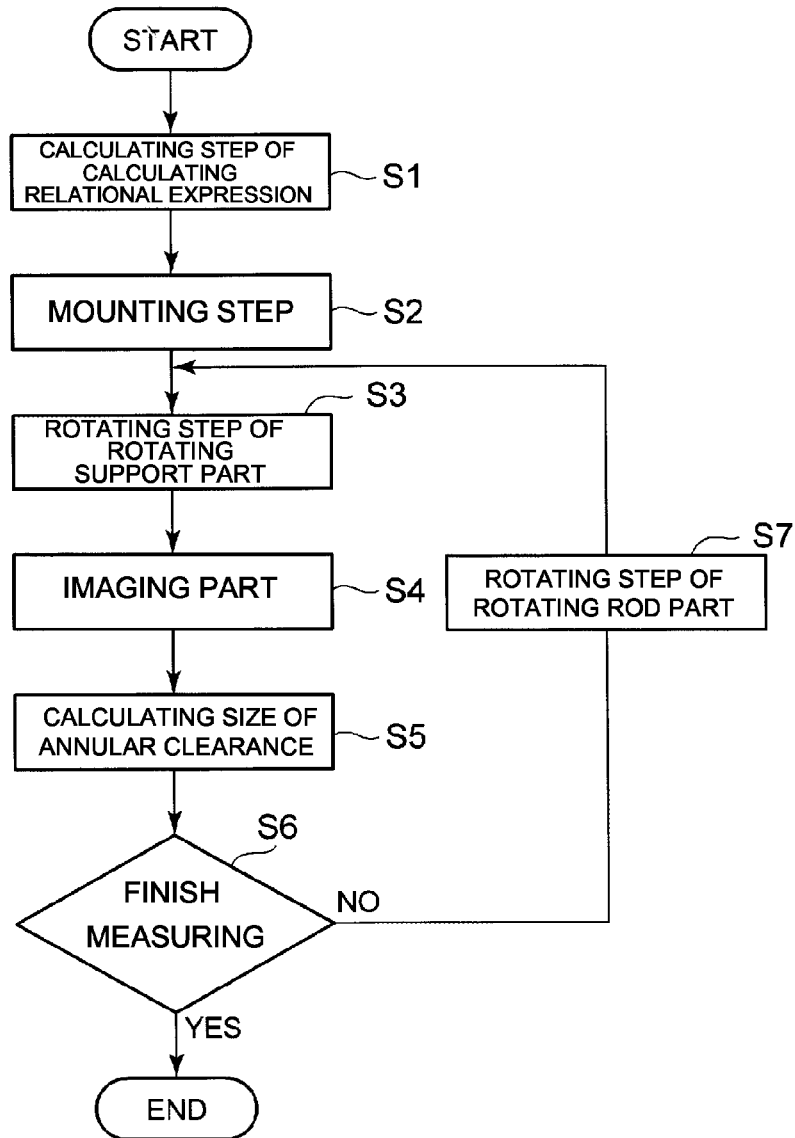 START
CALCULATING STEP OF
CALCULATING
RELATIONAL EXPRESSION
S1
MOUNTING STEP
S2
S3
ROTATING STEP OF
ROTATING
SUPPORT PART
IMAGING PART
S4
S7
ROTATING STEP OF
ROTATING ROD PART
CALCULATING SIZE OF
ANNULAR CLEARANCE
S5
S6
FINISH
MEASURING
NO
YES
END